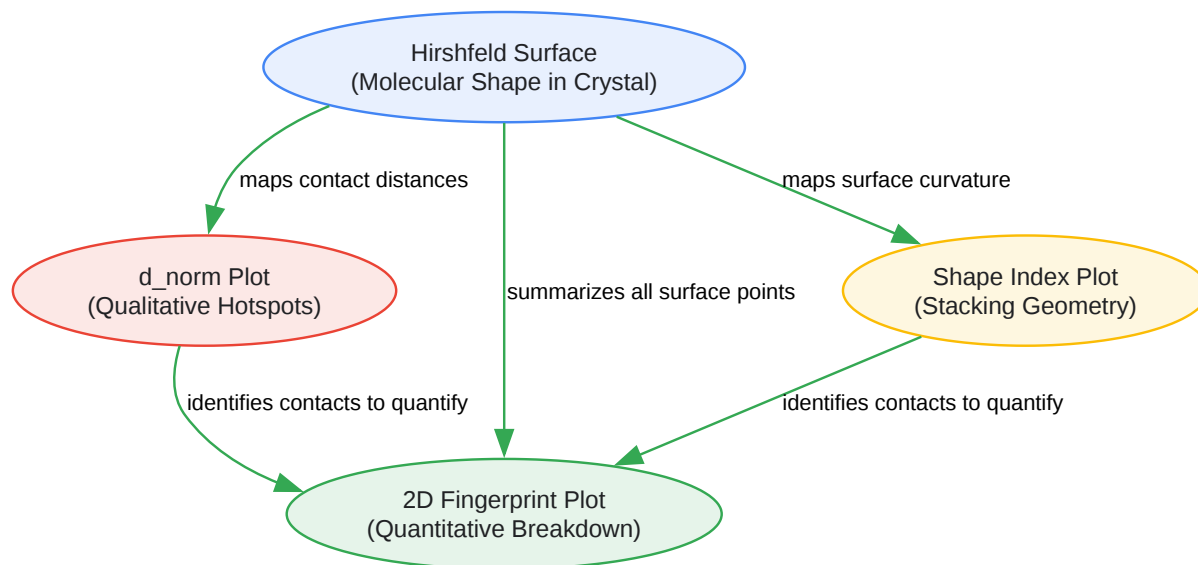 Hirshfeld Surface
(Molecular Shape in Crystal)
maps contact distances
maps surface curvature
d_norm Plot
(Qualitative Hotspots)
summarizes all surface points
Shape Index Plot
(Stacking Geometry)
identifies contacts to quantify
identifies contacts to quantify
2D Fingerprint Plot
(Quantitative Breakdown)